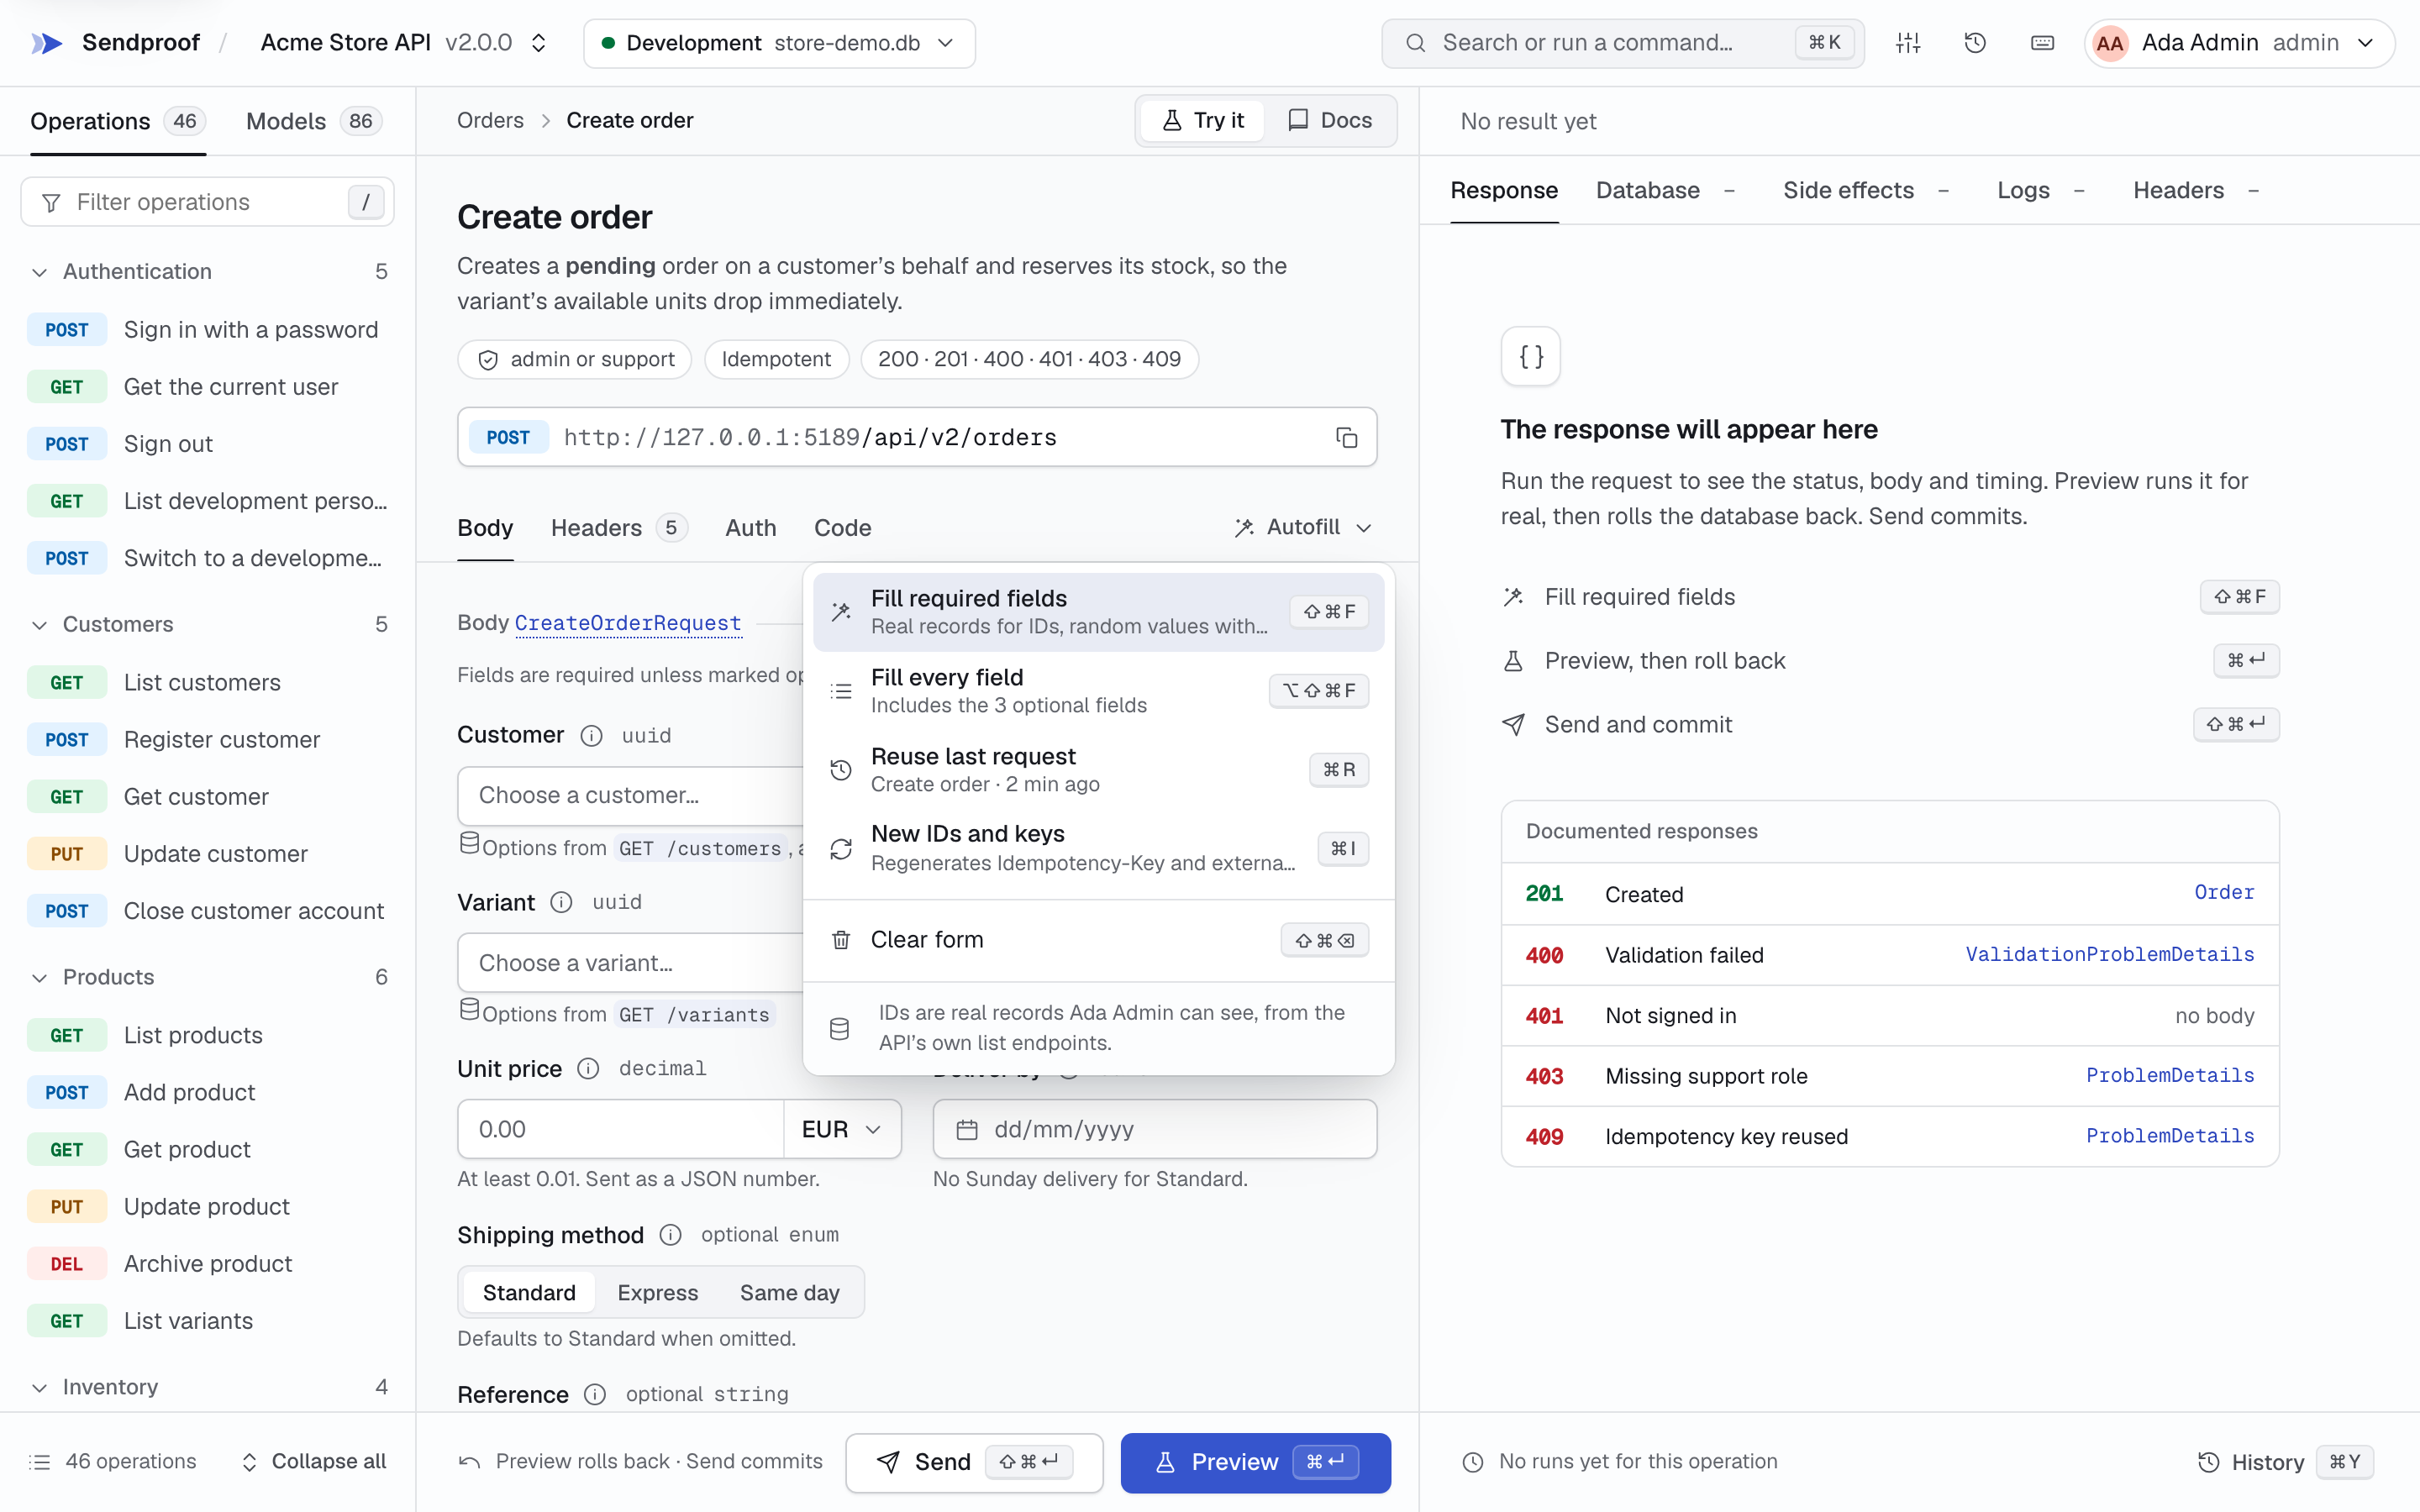 Sendproof / Acme Store API v2.0.0
Development store-demo.db
Search or run a command... ⌘K
AA Ada Admin admin
Operations 46 Models 86
Filter operations /
Authentication 5
POST Sign in with a password
GET Get the current user
POST Sign out
GET List development perso...
POST Switch to a developme...
Customers 5
GET List customers
POST Register customer
GET Get customer
PUT Update customer
POST Close customer account
Products 6
GET List products
POST Add product
GET Get product
PUT Update product
DEL Archive product
GET List variants
Inventory 4
46 operations Collapse all
Orders > Create order
Try it Docs
Create order
Creates a pending order on a customer’s behalf and reserves its stock, so the
variant’s available units drop immediately.
admin or support Idempotent 200 · 201 · 400 · 401 · 403 · 409
POST http://127.0.0.1:5189/api/v2/orders
Body Headers 5 Auth Code Autofill
Body CreateOrderRequest
Fields are required unless marked
Customer uuid
Choose a customer...
Options from GET /customers,
Variant uuid
Choose a variant...
Options from GET /variants
Fill required fields ⇧⌘F
Real records for IDs, random values with...
Fill every field ⌥⇧⌘F
Includes the 3 optional fields
Reuse last request ⌘R
Create order · 2 min ago
New IDs and keys ⌘I
Regenerates Idempotency-Key and externa...
Clear form ⇧⌘⌫
IDs are real records Ada Admin can see, from the
API’s own list endpoints.
Unit price decimal
0.00 EUR
At least 0.01. Sent as a JSON number.
dd/mm/yyyy
No Sunday delivery for Standard.
Shipping method optional enum
Standard Express Same day
Defaults to Standard when omitted.
Reference optional string
Preview rolls back · Send commits
Send ⇧⌘↵
Preview ⌘↵
No result yet
Response Database – Side effects – Logs – Headers –
{ }
The response will appear here
Run the request to see the status, body and timing. Preview runs it for
real, then rolls the database back. Send commits.
Fill required fields ⇧⌘F
Preview, then roll back ⌘↵
Send and commit ⇧⌘↵
Documented responses
201 Created Order
400 Validation failed ValidationProblemDetails
401 Not signed in no body
403 Missing support role ProblemDetails
409 Idempotency key reused ProblemDetails
No runs yet for this operation
History ⌘Y